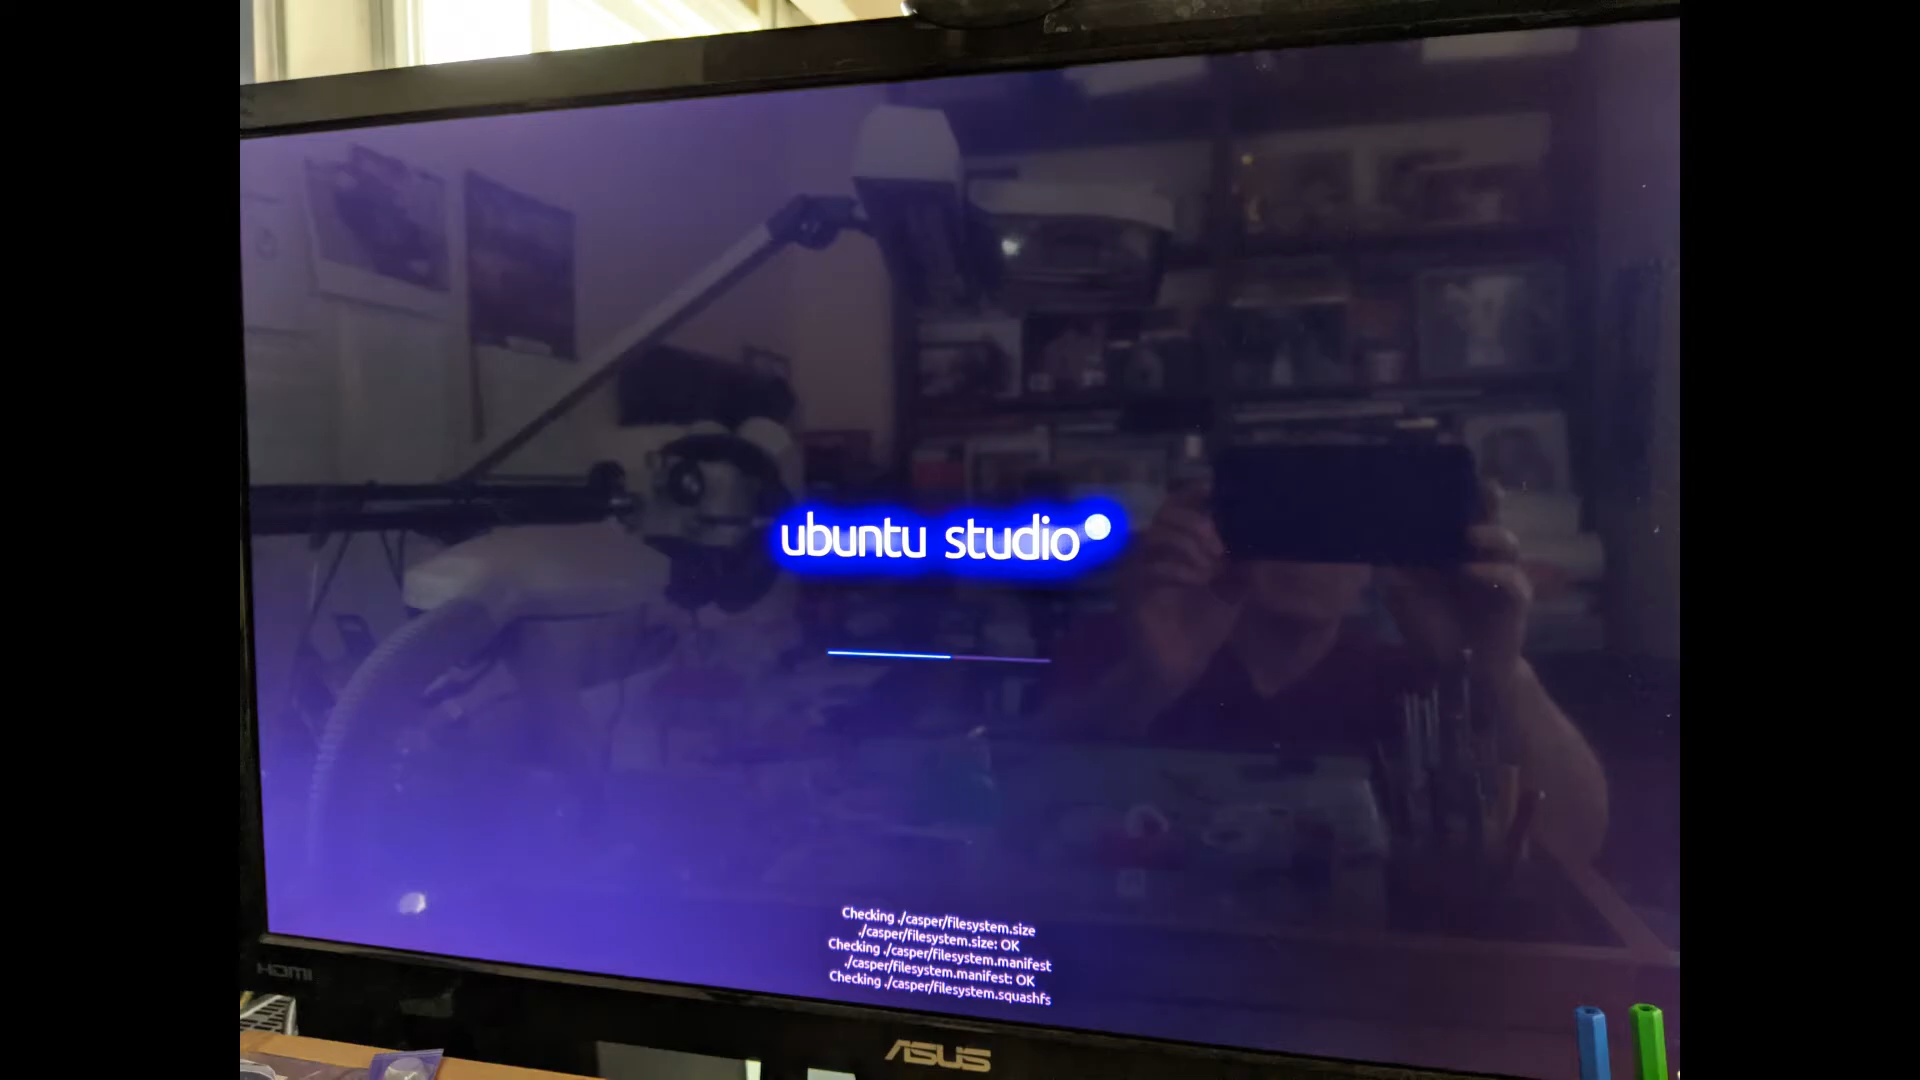 ubuntu studio
Checking ./casper/filesystem.size
./casper/filesystem.size: OK
Checking ./casper/filesystem.manifest
./casper/filesystem.manifest: OK
Checking ./casper/filesystem.squashfs
HDMI
ASUS